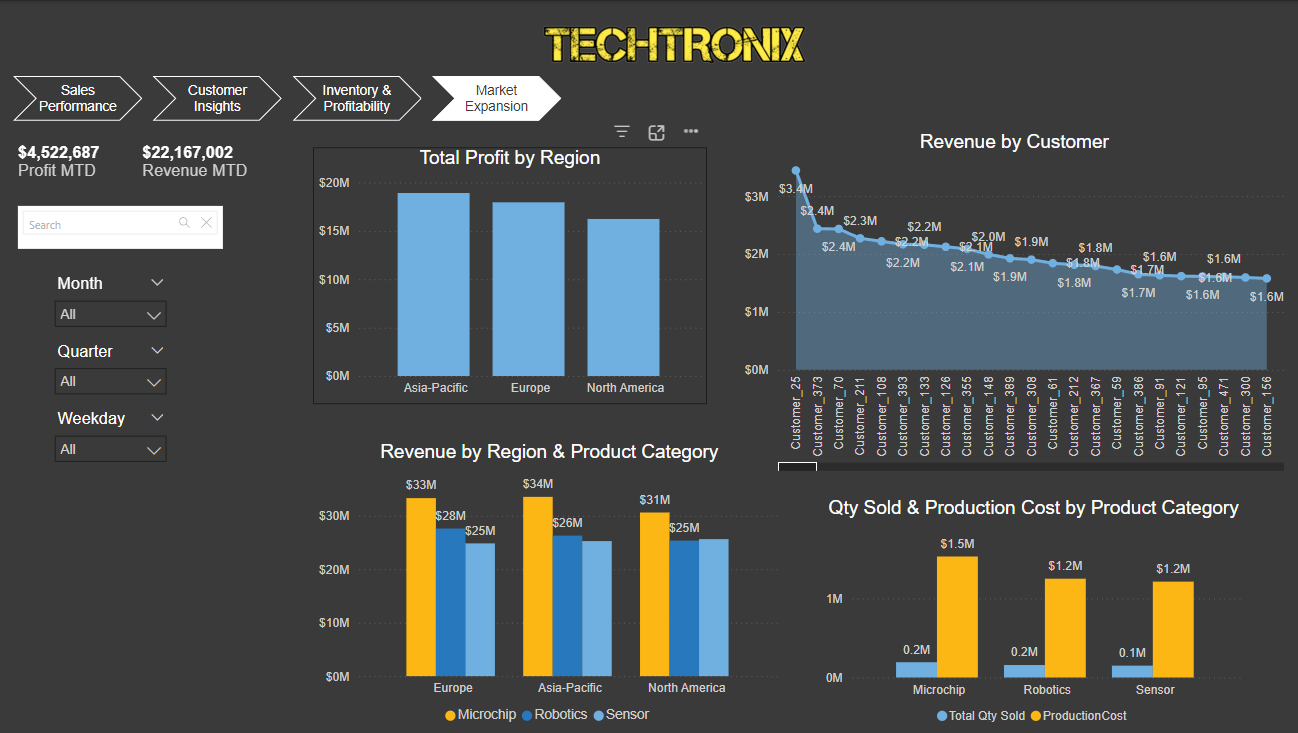 TECHTRONIX
Sales
Performance
Customer
Insights
Inventory &
Profitability
Market
Expansion
$4,522,687
Profit MTD
$22,167,002
Revenue MTD
Search
Month
All
Quarter
All
Weekday
All
Total Profit by Region
$20M
$15M
$10M
$5M
$0M
Asia-Pacific
Europe
North America
Revenue by Customer
$3M
$2M
$1M
$0M
$3.4M
$2.4M
$2.4M
$2.3M
$2.2M
$2.2M
$2.2M
$2.1M
$2.1M
$2.0M
$1.9M
$1.9M
$1.8M
$1.8M
$1.8M
$1.7M
$1.7M
$1.6M
$1.6M
$1.6M
$1.6M
$1.6M
Customer_25
Customer_373
Customer_70
Customer_211
Customer_108
Customer_393
Customer_133
Customer_126
Customer_355
Customer_148
Customer_389
Customer_308
Customer_61
Customer_212
Customer_367
Customer_59
Customer_386
Customer_91
Customer_121
Customer_95
Customer_471
Customer_300
Customer_156
Revenue by Region & Product Category
$30M
$20M
$10M
$0M
$33M
$28M
$25M
$34M
$26M
$31M
$25M
Europe
Asia-Pacific
North America
Microchip
Robotics
Sensor
Qty Sold & Production Cost by Product Category
1M
0M
0.2M
$1.5M
0.2M
$1.2M
0.1M
$1.2M
Microchip
Robotics
Sensor
Total Qty Sold
ProductionCost